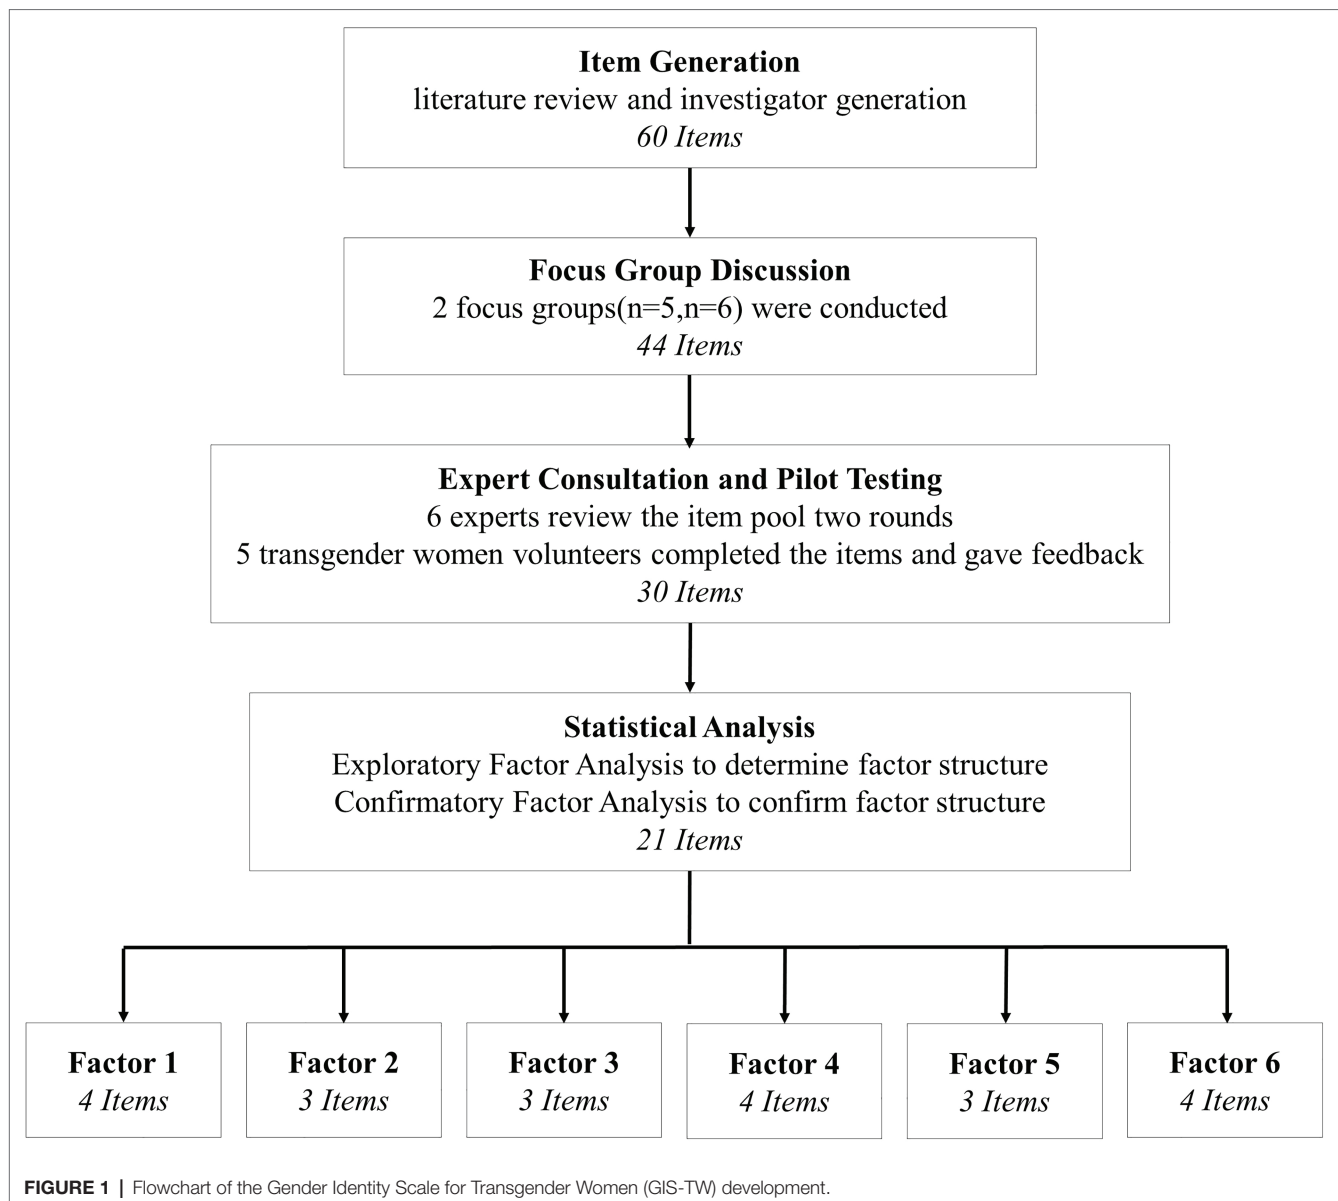 Item Generation
literature review and investigator generation
60 Items
Focus Group Discussion
2 focus groups(n=5,n=6) were conducted
44 Items
Expert Consultation and Pilot Testing
6 experts review the item pool two rounds
5 transgender women volunteers completed the items and gave feedback
30 Items
Statistical Analysis
Exploratory Factor Analysis to determine factor structure
Confirmatory Factor Analysis to confirm factor structure
21 Items
Factor 1
4 Items
Factor 2
3 Items
Factor 3
3 Items
Factor 4
4 Items
Factor 5
3 Items
Factor 6
4 Items
FIGURE 1 | Flowchart of the Gender Identity Scale for Transgender Women (GIS-TW) development.